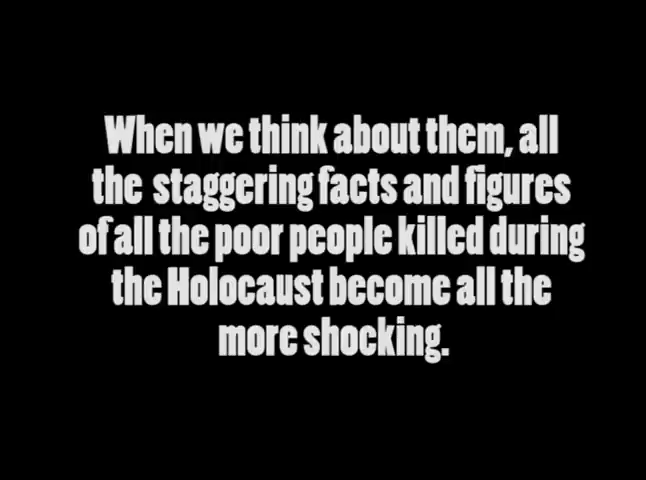 When we think about them, all
the staggering facts and figures
of all the poor people killed during
the Holocaust become all the
more shocking.